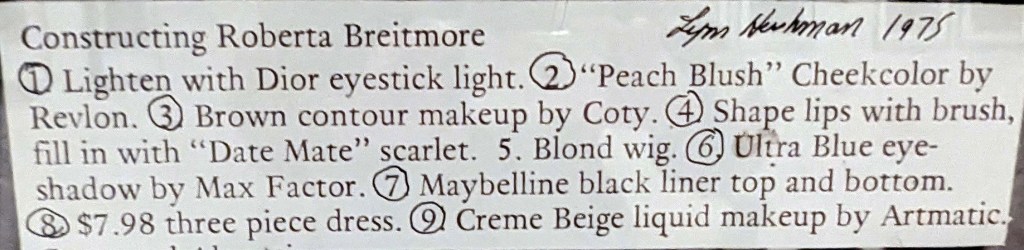 Constructing Roberta Breitmore Lynn Hershman 1975
① Lighten with Dior eyestick light. ② “Peach Blush” Cheekcolor by
Revlon. ③ Brown contour makeup by Coty. ④ Shape lips with brush,
fill in with “Date Mate” scarlet. 5. Blond wig. ⑥ Ultra Blue eye-
shadow by Max Factor. ⑦ Maybelline black liner top and bottom.
⑧ $7.98 three piece dress. ⑨ Creme Beige liquid makeup by Artmatic.